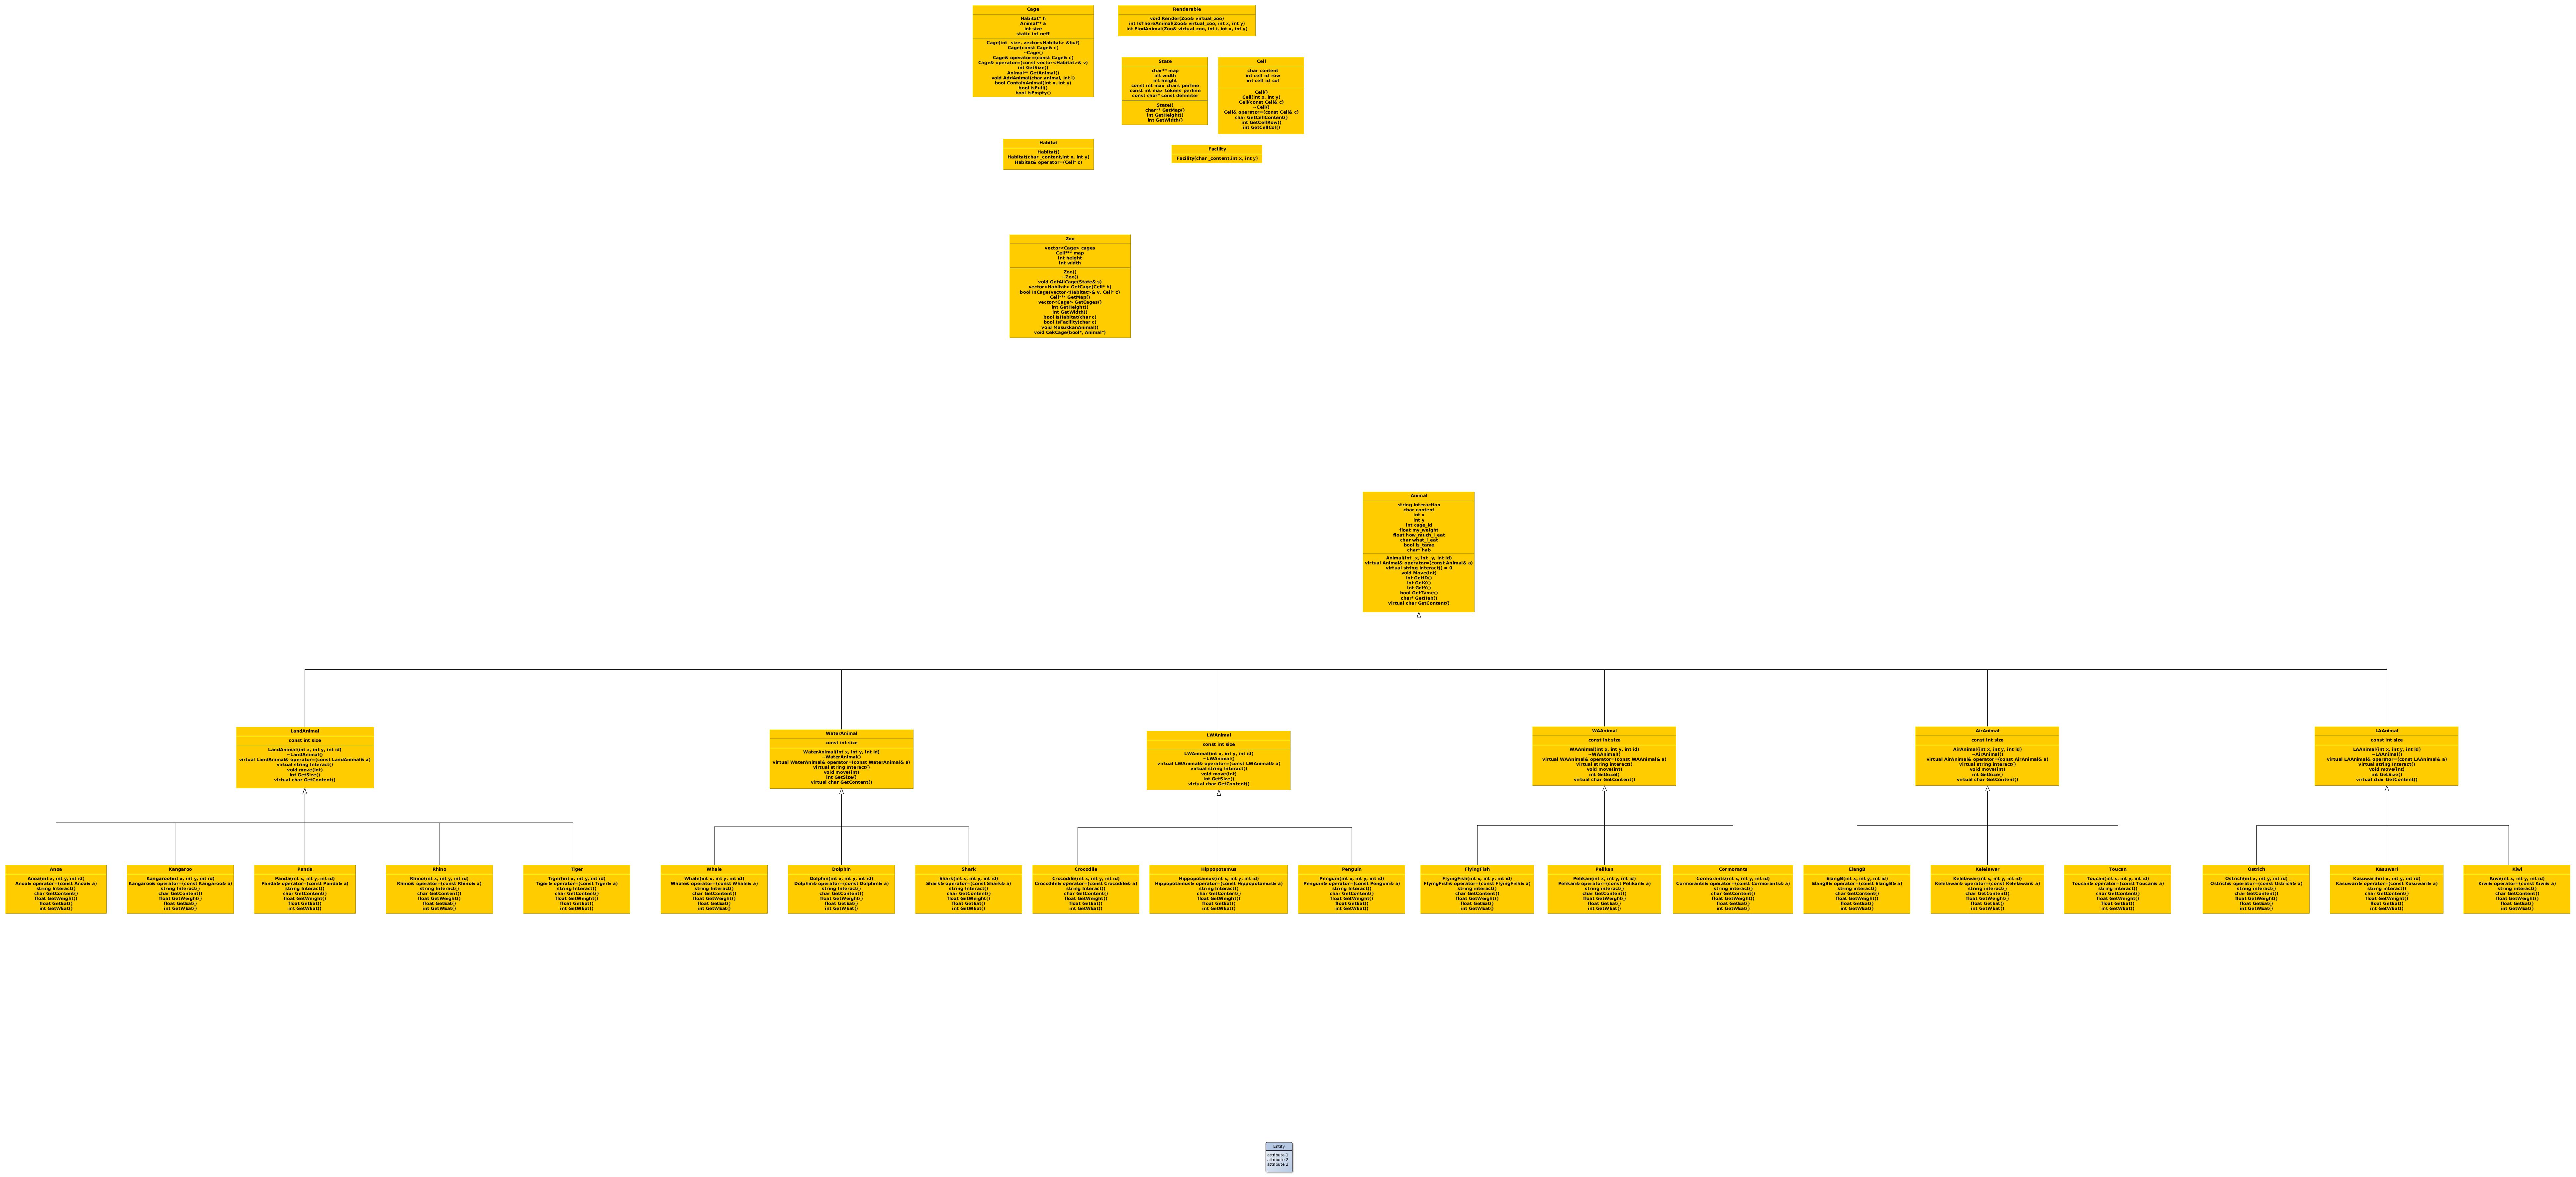 Cage
Habitat* h
Animal** a
int size
static int neff
Cage(int _size, vector<Habitat> &buf)
Cage(const Cage& c)
~Cage()
Cage& operator=(const Cage& c)
Cage& operator=(const vector<Habitat>& v)
int GetSize()
Animal** GetAnimal()
void AddAnimal(char animal, int i)
bool ContainAnimal(int x, int y)
bool IsFull()
bool IsEmpty()
Renderable
void Render(Zoo& virtual_zoo)
int IsThereAnimal(Zoo& virtual_zoo, int x, int y)
int FindAnimal(Zoo& virtual_zoo, int i, int x, int y)
State
char** map
int width
int height
const int max_chars_perline
const int max_tokens_perline
const char* const delimiter
State()
char** GetMap()
int GetHeight()
int GetWidth()
Cell
char content
int cell_id_row
int cell_id_col
Cell()
Cell(int x, int y)
Cell(const Cell& c)
~Cell()
Cell& operator=(const Cell& c)
char GetCellContent()
int GetCellRow()
int GetCellCol()
Habitat
Habitat()
Habitat(char _content,int x, int y)
Habitat& operator=(Cell* c)
Facility
Facility(char _content,int x, int y)
Zoo
vector<Cage> cages
Cell*** map
int height
int width
Zoo()
~Zoo()
void GetAllCage(State& s)
vector<Habitat> GetCage(Cell* h)
bool InCage(vector<Habitat>& v, Cell* c)
Cell*** GetMap()
vector<Cage> GetCages()
int GetHeight()
int GetWidth()
bool IsHabitat(char c)
bool IsFacility(char c)
void MasukkanAnimal()
void CekCage(bool*, Animal*)
Animal
string interaction
char content
int x
int y
int cage_id
float my_weight
float how_much_i_eat
char what_i_eat
bool is_tame
char* hab
Animal(int _x, int _y, int id)
virtual Animal& operator=(const Animal& a)
virtual string Interact() = 0
void Move(int)
int GetID()
int GetX()
int GetY()
bool GetTame()
char* GetHab()
virtual char GetContent()
LandAnimal
const int size
LandAnimal(int x, int y, int id)
~LandAnimal()
virtual LandAnimal& operator=(const LandAnimal& a)
virtual string Interact()
void move(int)
int GetSize()
virtual char GetContent()
WaterAnimal
const int size
WaterAnimal(int x, int y, int id)
~WaterAnimal()
virtual WaterAnimal& operator=(const WaterAnimal& a)
virtual string Interact()
void move(int)
int GetSize()
virtual char GetContent()
LWAnimal
const int size
LWAnimal(int x, int y, int id)
~LWAnimal()
virtual LWAnimal& operator=(const LWAnimal& a)
virtual string Interact()
void move(int)
int GetSize()
virtual char GetContent()
WAAnimal
const int size
WAAnimal(int x, int y, int id)
~WAAnimal()
virtual WAAnimal& operator=(const WAAnimal& a)
virtual string Interact()
void move(int)
int GetSize()
virtual char GetContent()
AirAnimal
const int size
AirAnimal(int x, int y, int id)
~AirAnimal()
virtual AirAnimal& operator=(const AirAnimal& a)
virtual string Interact()
void move(int)
int GetSize()
virtual char GetContent()
LAAnimal
const int size
LAAnimal(int x, int y, int id)
~LAAnimal()
virtual LAAnimal& operator=(const LAAnimal& a)
virtual string Interact()
void move(int)
int GetSize()
virtual char GetContent()
Anoa
Anoa(int x, int y, int id)
Anoa& operator=(const Anoa& a)
string Interact()
char GetContent()
float GetWeight()
float GetEat()
int GetWEat()
Kangaroo
Kangaroo(int x, int y, int id)
Kangaroo& operator=(const Kangaroo& a)
string Interact()
char GetContent()
float GetWeight()
float GetEat()
int GetWEat()
Panda
Panda(int x, int y, int id)
Panda& operator=(const Panda& a)
string Interact()
char GetContent()
float GetWeight()
float GetEat()
int GetWEat()
Rhino
Rhino(int x, int y, int id)
Rhino& operator=(const Rhino& a)
string Interact()
char GetContent()
float GetWeight()
float GetEat()
int GetWEat()
Tiger
Tiger(int x, int y, int id)
Tiger& operator=(const Tiger& a)
string Interact()
char GetContent()
float GetWeight()
float GetEat()
int GetWEat()
Whale
Whale(int x, int y, int id)
Whale& operator=(const Whale& a)
string Interact()
char GetContent()
float GetWeight()
float GetEat()
int GetWEat()
Dolphin
Dolphin(int x, int y, int id)
Dolphin& operator=(const Dolphin& a)
string Interact()
char GetContent()
float GetWeight()
float GetEat()
int GetWEat()
Shark
Shark(int x, int y, int id)
Shark& operator=(const Shark& a)
string Interact()
char GetContent()
float GetWeight()
float GetEat()
int GetWEat()
Crocodile
Crocodile(int x, int y, int id)
Crocodile& operator=(const Crocodile& a)
string Interact()
char GetContent()
float GetWeight()
float GetEat()
int GetWEat()
Hippopotamus
Hippopotamus(int x, int y, int id)
Hippopotamus& operator=(const Hippopotamus& a)
string Interact()
char GetContent()
float GetWeight()
float GetEat()
int GetWEat()
Penguin
Penguin(int x, int y, int id)
Penguin& operator=(const Penguin& a)
string Interact()
char GetContent()
float GetWeight()
float GetEat()
int GetWEat()
FlyingFish
FlyingFish(int x, int y, int id)
FlyingFish& operator=(const FlyingFish& a)
string Interact()
char GetContent()
float GetWeight()
float GetEat()
int GetWEat()
Pelikan
Pelikan(int x, int y, int id)
Pelikan& operator=(const Pelikan& a)
string Interact()
char GetContent()
float GetWeight()
float GetEat()
int GetWEat()
Cormorants
Cormorants(int x, int y, int id)
Cormorants& operator=(const Cormorants& a)
string Interact()
char GetContent()
float GetWeight()
float GetEat()
int GetWEat()
ElangB
ElangB(int x, int y, int id)
ElangB& operator=(const ElangB& a)
string Interact()
char GetContent()
float GetWeight()
float GetEat()
int GetWEat()
Kelelawar
Kelelawar(int x, int y, int id)
Kelelawar& operator=(const Kelelawar& a)
string Interact()
char GetContent()
float GetWeight()
float GetEat()
int GetWEat()
Toucan
Toucan(int x, int y, int id)
Toucan& operator=(const Toucan& a)
string Interact()
char GetContent()
float GetWeight()
float GetEat()
int GetWEat()
Ostrich
Ostrich(int x, int y, int id)
Ostrich& operator=(const Ostrich& a)
string Interact()
char GetContent()
float GetWeight()
float GetEat()
int GetWEat()
Kasuwari
Kasuwari(int x, int y, int id)
Kasuwari& operator=(const Kasuwari& a)
string Interact()
char GetContent()
float GetWeight()
float GetEat()
int GetWEat()
Kiwi
Kiwi(int x, int y, int id)
Kiwi& operator=(const Kiwi& a)
string Interact()
char GetContent()
float GetWeight()
float GetEat()
int GetWEat()
Entity
attribute 1
attribute 2
attribute 3